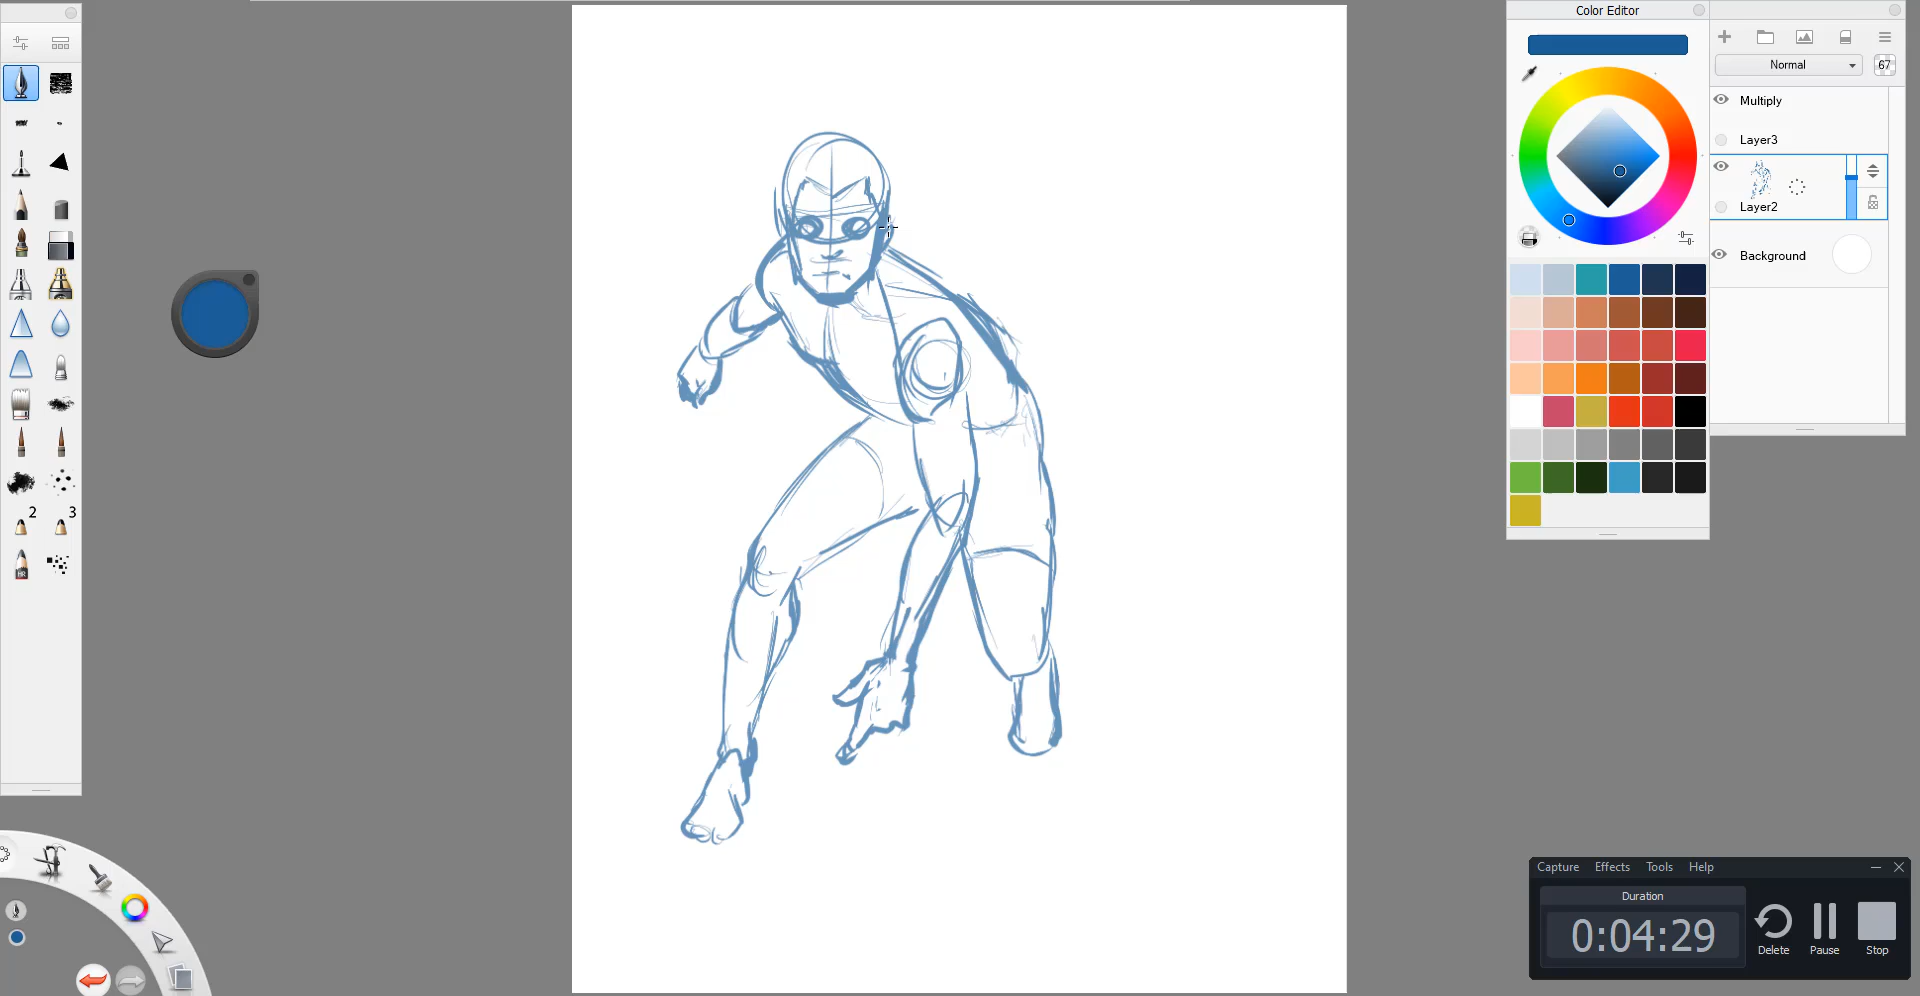 Color Editor
Normal
67
Multiply
Layer3
Layer2
Background
2
3
HR
Capture Effects Tools Help
Duration
0:04:29
Delete
Pause
Stop